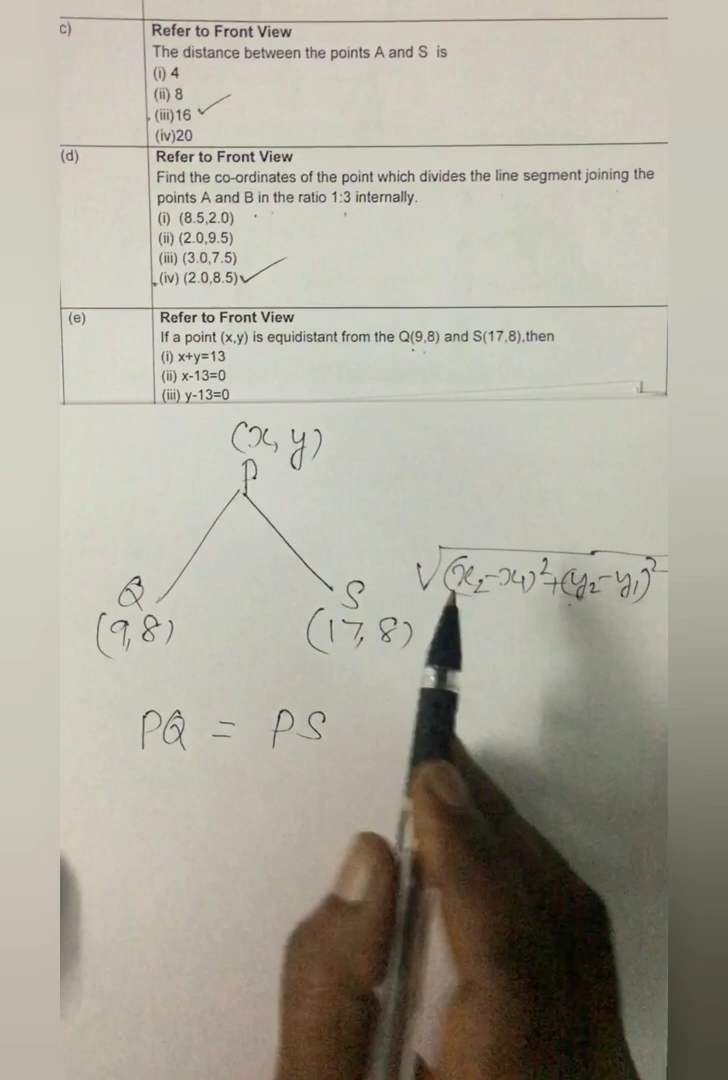 c)
Refer to Front View
The distance between the points A and S is
(i) 4
(ii) 8
(iii)16
(iv)20
(d)
Refer to Front View
Find the co-ordinates of the point which divides the line segment joining the
points A and B in the ratio 1:3 internally.
(i) (8.5,2.0)
(ii) (2.0,9.5)
(iii) (3.0,7.5)
(iv) (2.0,8.5)
(e)
Refer to Front View
If a point (x,y) is equidistant from the Q(9,8) and S(17,8),then
(i) x+y=13
(ii) x-13=0
(iii) y-13=0
(x, y)
P
Q S
(9,8) (17,8)
√(x₂-x₁)²+(y₂-y₁)²
PQ = PS